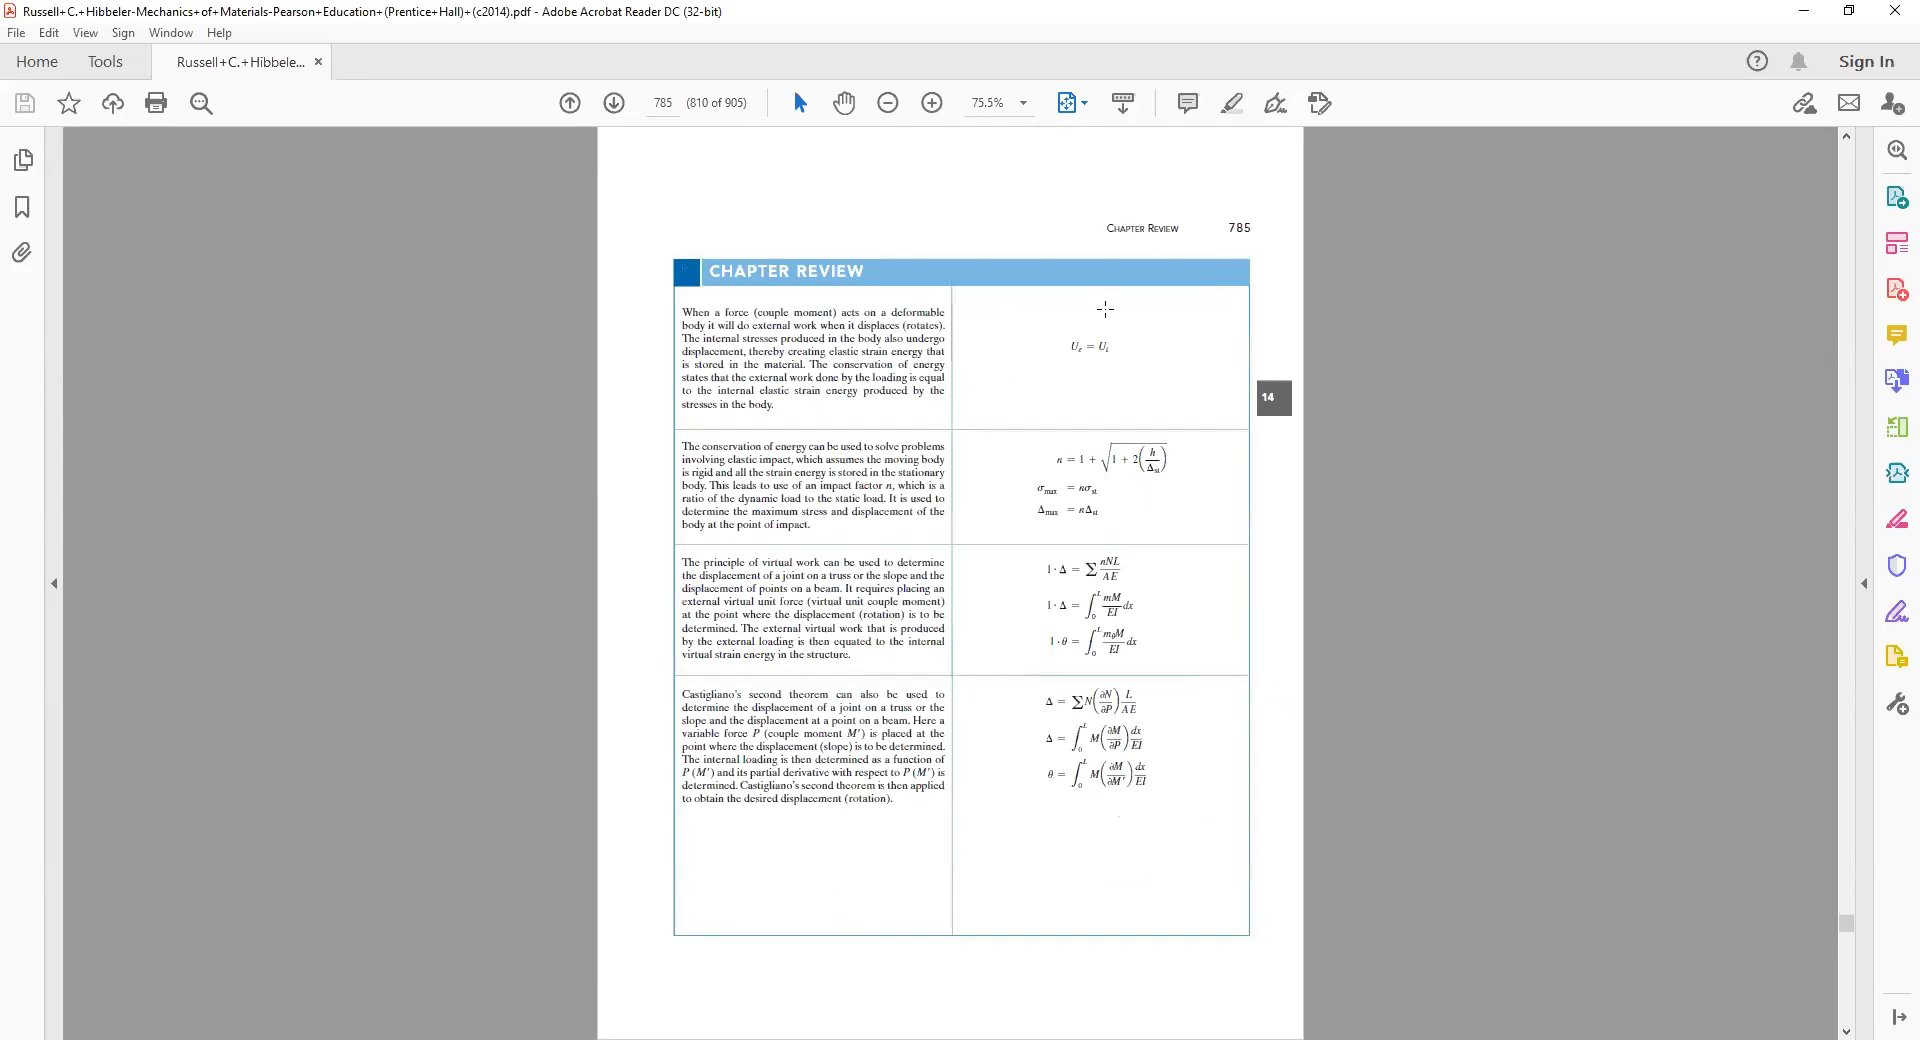 Russell+C.+Hibbeler-Mechanics+of+Materials-Pearson+Education+(Prentice+Hall)+(c2014).pdf - Adobe Acrobat Reader DC (32-bit)
File Edit View Sign Window Help
Home Tools Russell+C.+Hibbele... ×
Sign In
785 (810 of 905) 75.5%
CHAPTER REVIEW 785
CHAPTER REVIEW
When a force (couple moment) acts on a deformable
body it will do external work when it displaces (rotates).
The internal stresses produced in the body also undergo
displacement, thereby creating elastic strain energy that
is stored in the material. The conservation of energy
states that the external work done by the loading is equal
to the internal elastic strain energy produced by the
stresses in the body.
U_e = U_i
14
The conservation of energy can be used to solve problems
involving elastic impact, which assumes the moving body
is rigid and all the strain energy is stored in the stationary
body. This leads to use of an impact factor n, which is a
ratio of the dynamic load to the static load. It is used to
determine the maximum stress and displacement of the
body at the point of impact.
n = 1 + √(1 + 2(h/Δ_st))
σ_max = nσ_st
Δ_max = nΔ_st
The principle of virtual work can be used to determine
the displacement of a joint on a truss or the slope and the
displacement of points on a beam. It requires placing an
external virtual unit force (virtual unit couple moment)
at the point where the displacement (rotation) is to be
determined. The external virtual work that is produced
by the external loading is then equated to the internal
virtual strain energy in the structure.
1·Δ = ∑ nNL/AE
1·Δ = ∫_0^L mM/EI dx
1·θ = ∫_0^L m_θM/EI dx
Castigliano's second theorem can also be used to
determine the displacement of a joint on a truss or the
slope and the displacement at a point on a beam. Here a
variable force P (couple moment M′) is placed at the
point where the displacement (slope) is to be determined.
The internal loading is then determined as a function of
P (M′) and its partial derivative with respect to P (M′) is
determined. Castigliano's second theorem is then applied
to obtain the desired displacement (rotation).
Δ = ∑N(∂N/∂P) L/AE
Δ = ∫_0^L M(∂M/∂P) dx/EI
θ = ∫_0^L M(∂M/∂M′) dx/EI